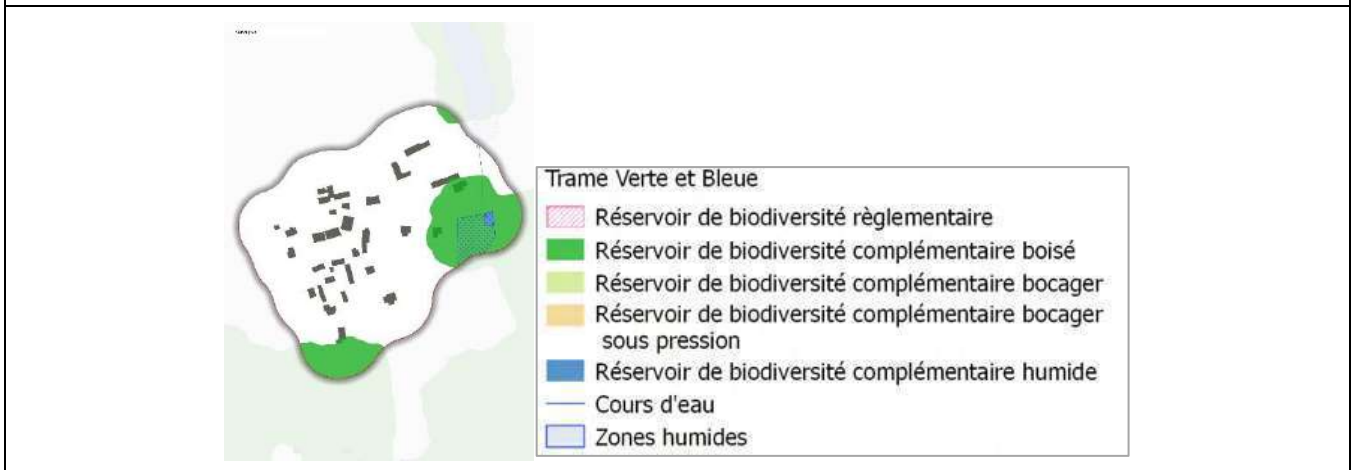 Trame Verte et Bleue
Réservoir de biodiversité règlementaire
Réservoir de biodiversité complémentaire boisé
Réservoir de biodiversité complémentaire bocager
Réservoir de biodiversité complémentaire bocager
sous pression
Réservoir de biodiversité complémentaire humide
Cours d'eau
Zones humides